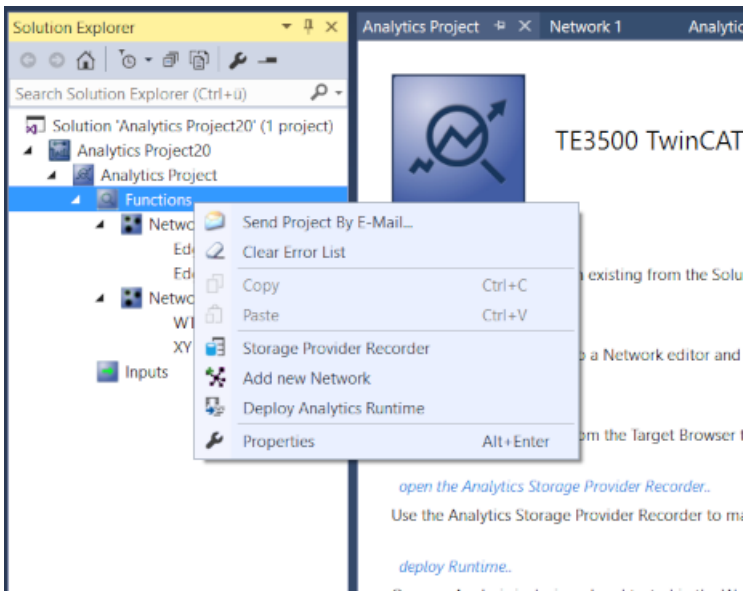 Solution Explorer
Search Solution Explorer (Ctrl+ü)
Solution 'Analytics Project20' (1 project)
Analytics Project20
Analytics Project
Functions
Netwo
Ed
Ed
Netwo
WT
XY
Inputs
Send Project By E-Mail...
Clear Error List
Copy Ctrl+C
Paste Ctrl+V
Storage Provider Recorder
Add new Network
Deploy Analytics Runtime
Properties Alt+Enter
Analytics Project Network 1 Analytic
TE3500 TwinCAT
existing from the Solu
a Network editor and
om the Target Browser
open the Analytics Storage Provider Recorder..
Use the Analytics Storage Provider Recorder to ma
deploy Runtime..